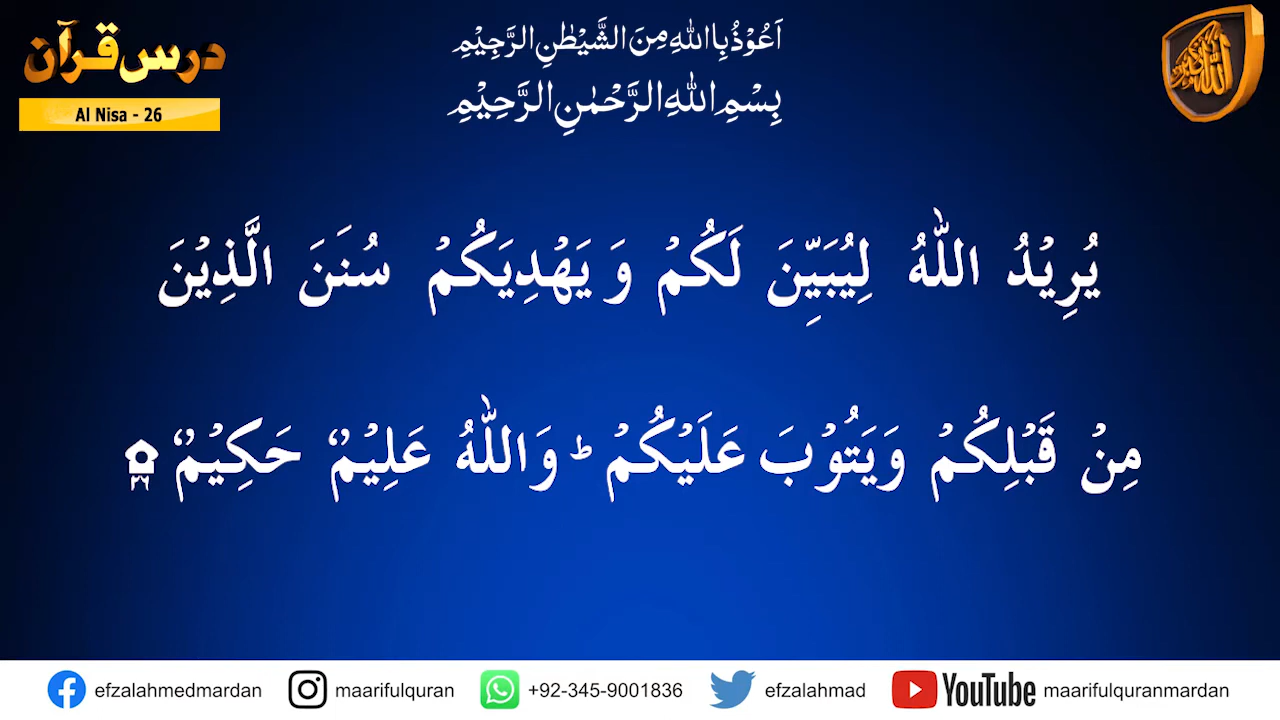 درس قرآن
Al Nisa - 26
اَعُوْذُ بِاللّٰهِ مِنَ الشَّيْطٰنِ الرَّجِيْمِ
بِسْمِ اللّٰهِ الرَّحْمٰنِ الرَّحِيْمِ
يُرِيْدُ اللّٰهُ لِيُبَيِّنَ لَكُمْ وَ يَهْدِيَكُمْ سُنَنَ الَّذِيْنَ
مِنْ قَبْلِكُمْ وَيَتُوْبَ عَلَيْكُمْ ؕ وَاللّٰهُ عَلِيْمٌ حَكِيْمٌ ۲۶
efzalahmedmardan maarifulquran +92-345-9001836 efzalahmad YouTube maarifulquranmardan